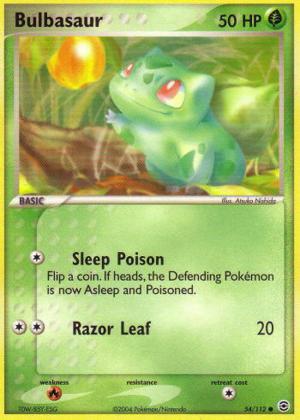 Bulbasaur 50 HP
Illus. Atsuko Nishida
BASIC
Sleep Poison
Flip a coin. If heads, the Defending Pokémon
is now Asleep and Poisoned.
Razor Leaf 20
weakness resistance retreat cost
©2004 Pokémon/Nintendo 54/112